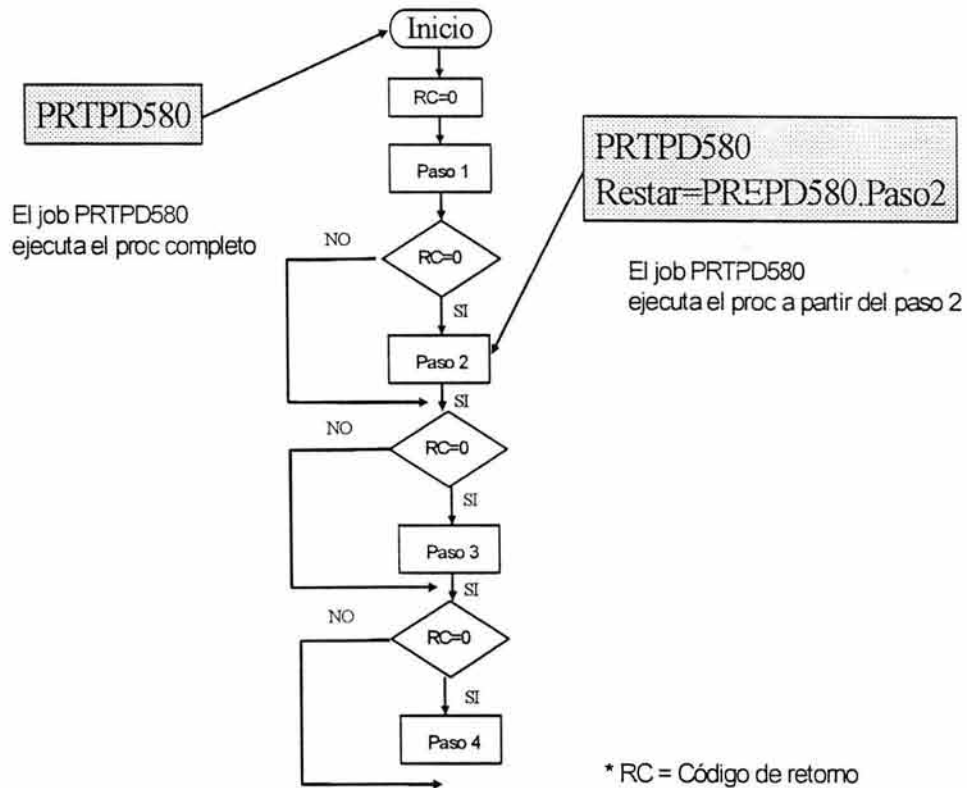 Inicio
RC=0
PRTPD580
Paso 1
PRTPD580
Restar=PREPD580.Paso2
El job PRTPD580
ejecuta el proc completo
NO
RC=0
El job PRTPD580
ejecuta el proc a partir del paso 2
SI
Paso 2
SI
NO
RC=0
SI
Paso 3
SI
NO
RC=0
SI
Paso 4
* RC = Código de retorno